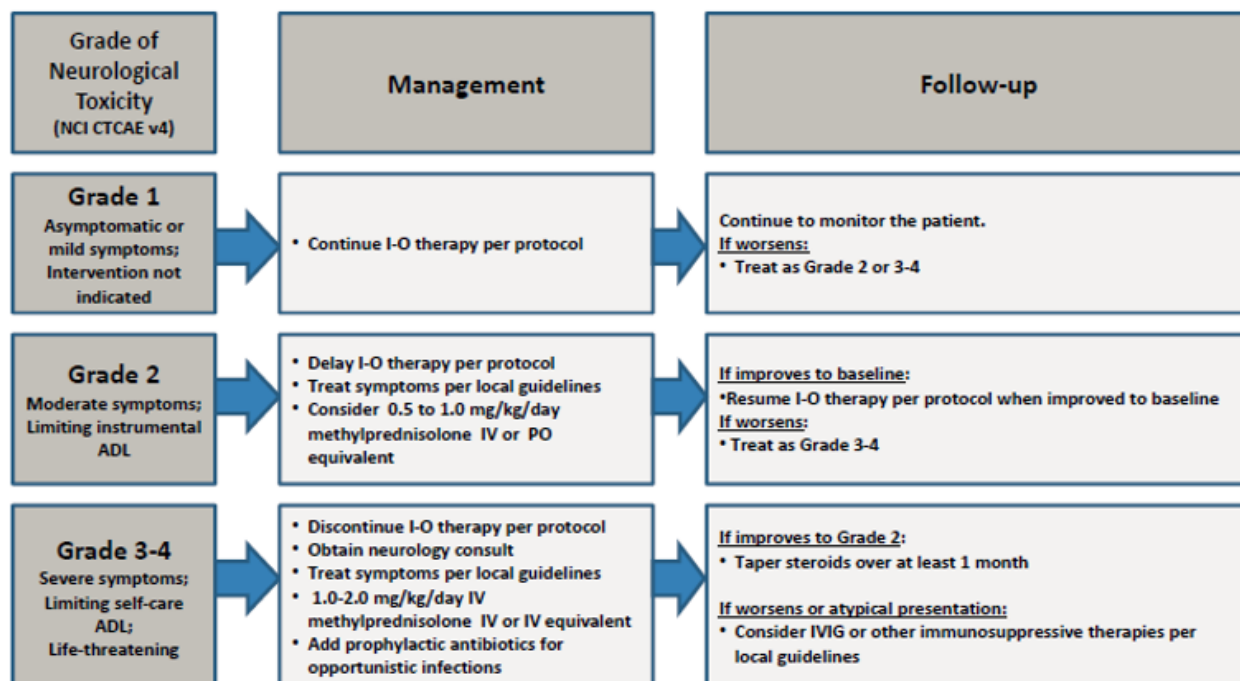 Grade of
Neurological
Toxicity
(NCI CTCAE v4)
Management
Follow-up
Grade 1
Asymptomatic or
mild symptoms;
Intervention not
indicated
• Continue I-O therapy per protocol
Continue to monitor the patient.
If worsens:
• Treat as Grade 2 or 3-4
Grade 2
Moderate symptoms;
Limiting instrumental
ADL
• Delay I-O therapy per protocol
• Treat symptoms per local guidelines
• Consider 0.5 to 1.0 mg/kg/day
methylprednisolone IV or PO
equivalent
If improves to baseline:
•Resume I-O therapy per protocol when improved to baseline
If worsens:
• Treat as Grade 3-4
Grade 3-4
Severe symptoms;
Limiting self-care
ADL;
Life-threatening
• Discontinue I-O therapy per protocol
• Obtain neurology consult
• Treat symptoms per local guidelines
• 1.0-2.0 mg/kg/day IV
methylprednisolone IV or IV equivalent
• Add prophylactic antibiotics for
opportunistic infections
If improves to Grade 2:
• Taper steroids over at least 1 month
If worsens or atypical presentation:
• Consider IVIG or other immunosuppressive therapies per
local guidelines